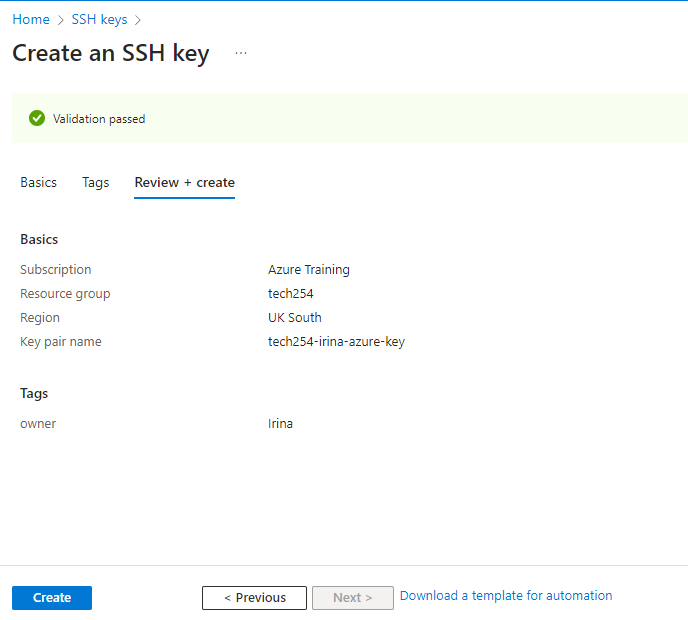 Home > SSH keys >
Create an SSH key ...
Validation passed
Basics Tags Review + create
Basics
Subscription Azure Training
Resource group tech254
Region UK South
Key pair name tech254-irina-azure-key
Tags
owner Irina
Create < Previous Next > Download a template for automation